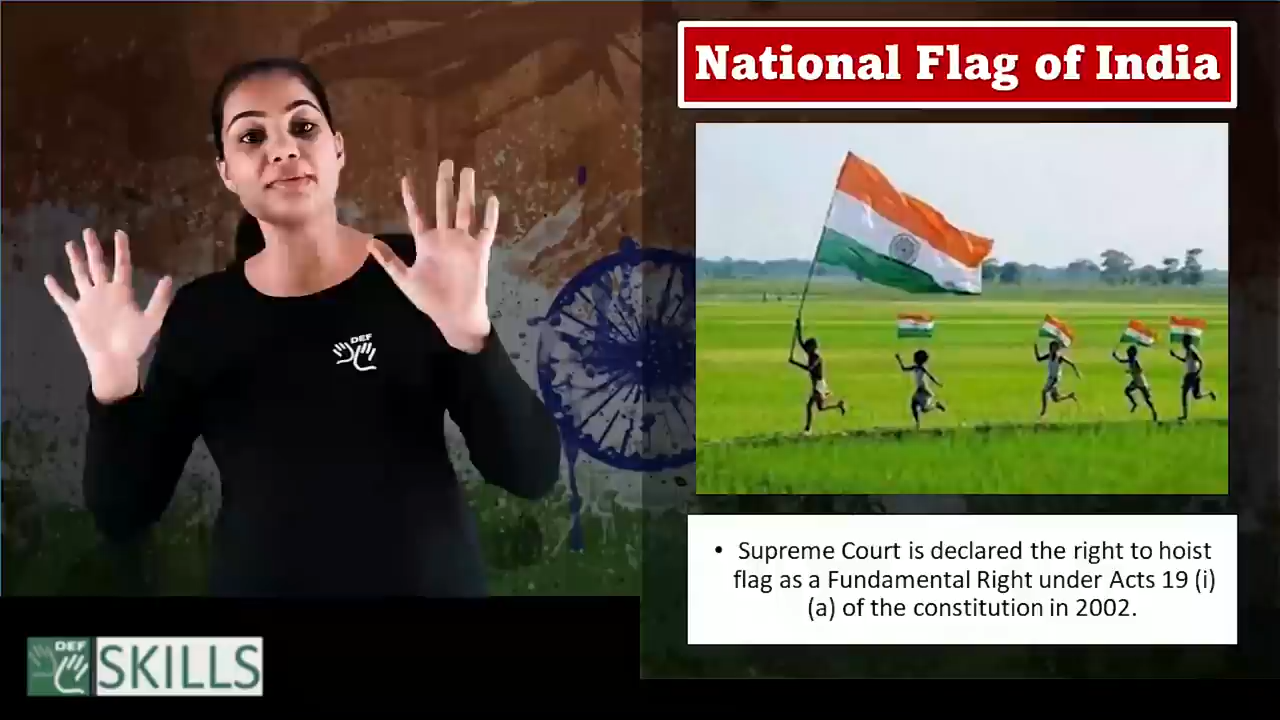 National Flag of India
DEF
• Supreme Court is declared the right to hoist
flag as a Fundamental Right under Acts 19 (i)
(a) of the constitution in 2002.
DEF
SKILLS